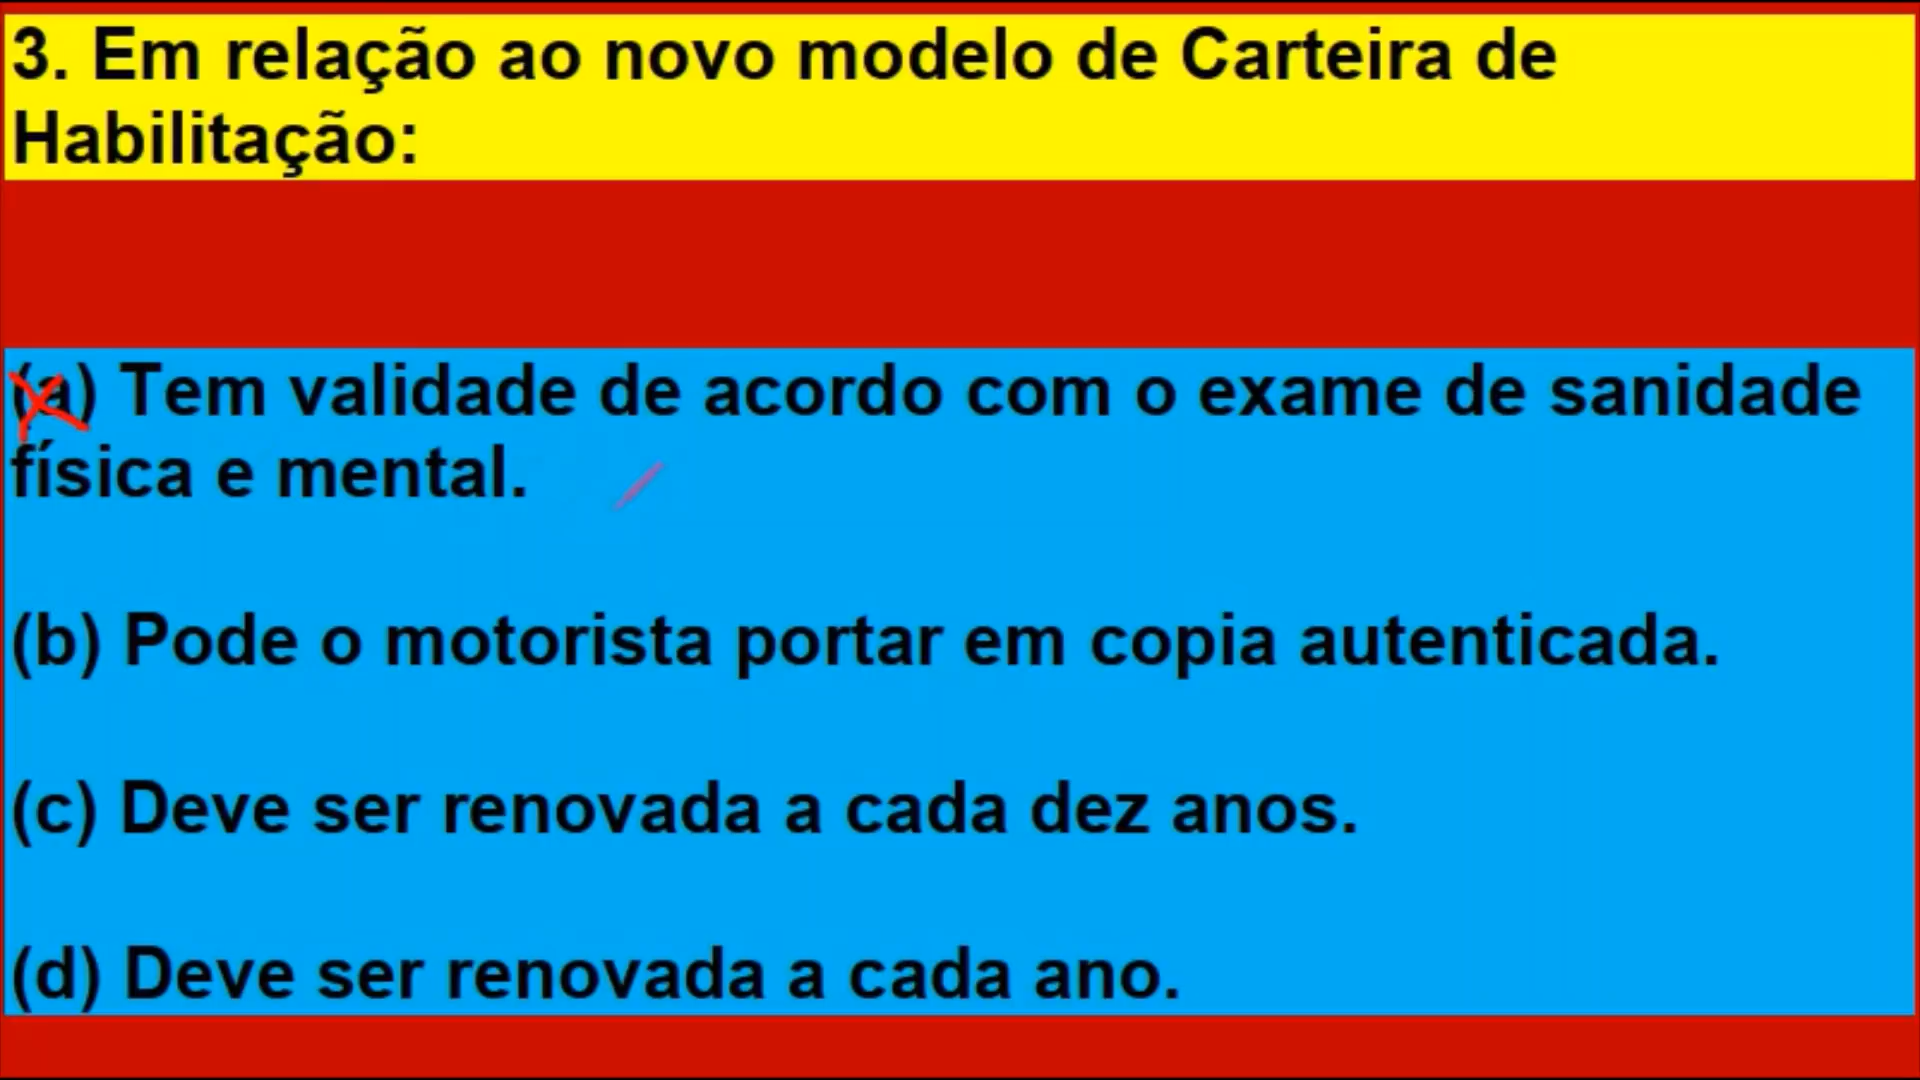 3. Em relação ao novo modelo de Carteira de
Habilitação:
(a) Tem validade de acordo com o exame de sanidade
física e mental.
(b) Pode o motorista portar em copia autenticada.
(c) Deve ser renovada a cada dez anos.
(d) Deve ser renovada a cada ano.